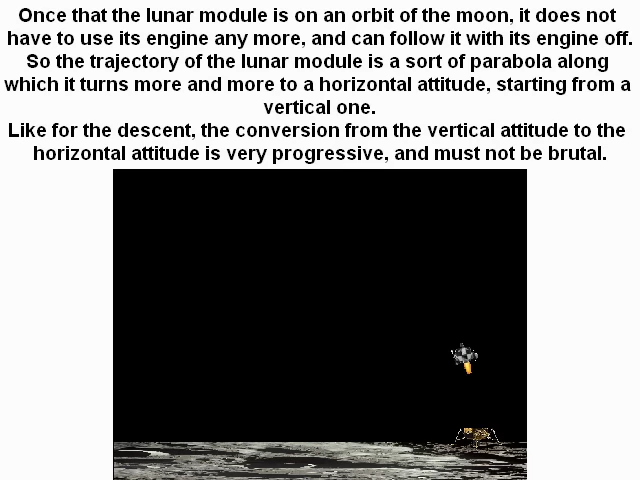 Once that the lunar module is on an orbit of the moon, it does not
have to use its engine any more, and can follow it with its engine off.
So the trajectory of the lunar module is a sort of parabola along
which it turns more and more to a horizontal attitude, starting from a
vertical one.
Like for the descent, the conversion from the vertical attitude to the
horizontal attitude is very progressive, and must not be brutal.